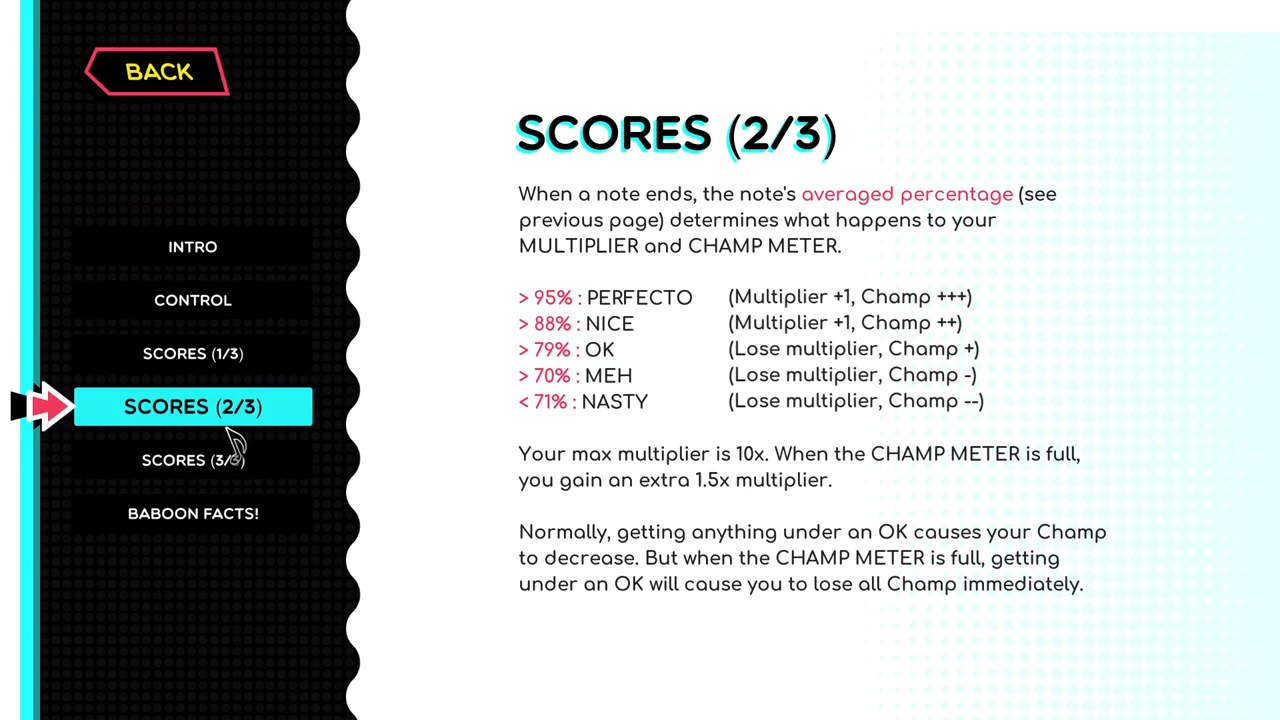 BACK
INTRO
CONTROL
SCORES (1/3)
SCORES (2/3)
SCORES (3/3)
BABOON FACTS!
SCORES (2/3)
When a note ends, the note's averaged percentage (see
previous page) determines what happens to your
MULTIPLIER and CHAMP METER.
> 95% : PERFECTO (Multiplier +1, Champ +++)
> 88% : NICE (Multiplier +1, Champ ++)
> 79% : OK (Lose multiplier, Champ +)
> 70% : MEH (Lose multiplier, Champ -)
< 71% : NASTY (Lose multiplier, Champ --)
Your max multiplier is 10x. When the CHAMP METER is full,
you gain an extra 1.5x multiplier.
Normally, getting anything under an OK causes your Champ
to decrease. But when the CHAMP METER is full, getting
under an OK will cause you to lose all Champ immediately.